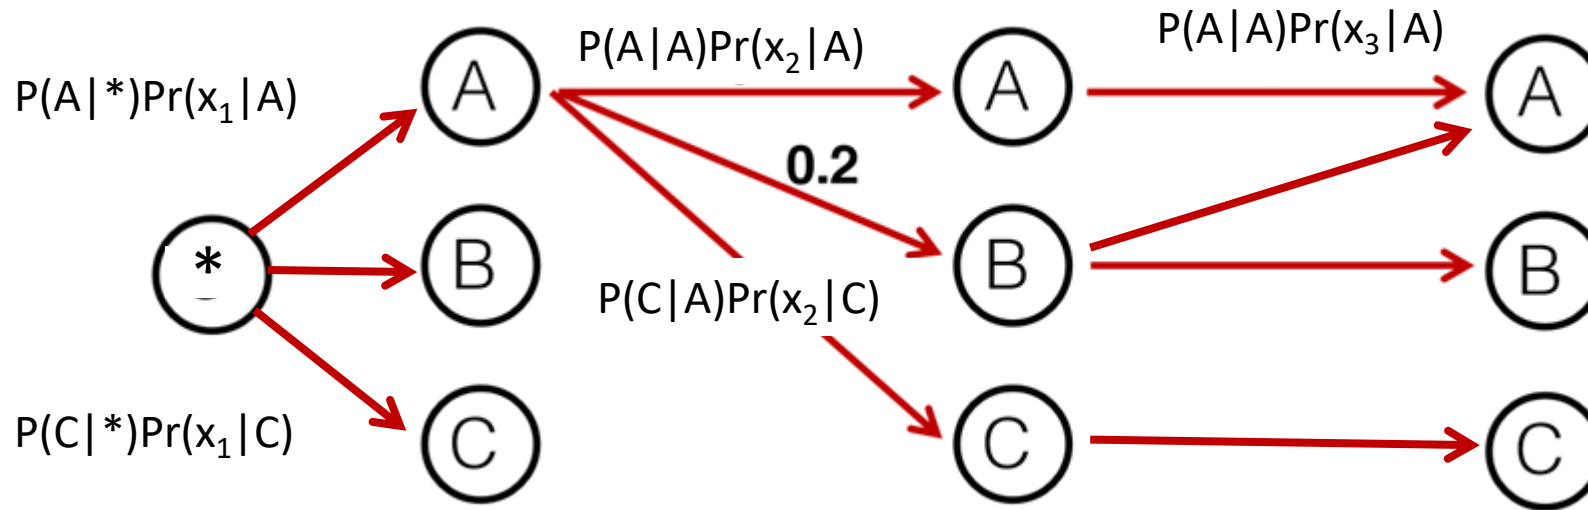 P(A|*)Pr(x₁|A)
A
P(A|A)Pr(x₂|A)
A
P(A|A)Pr(x₃|A)
A
0.2
*
B
B
B
P(C|A)Pr(x₂|C)
P(C|*)Pr(x₁|C)
C
C
C